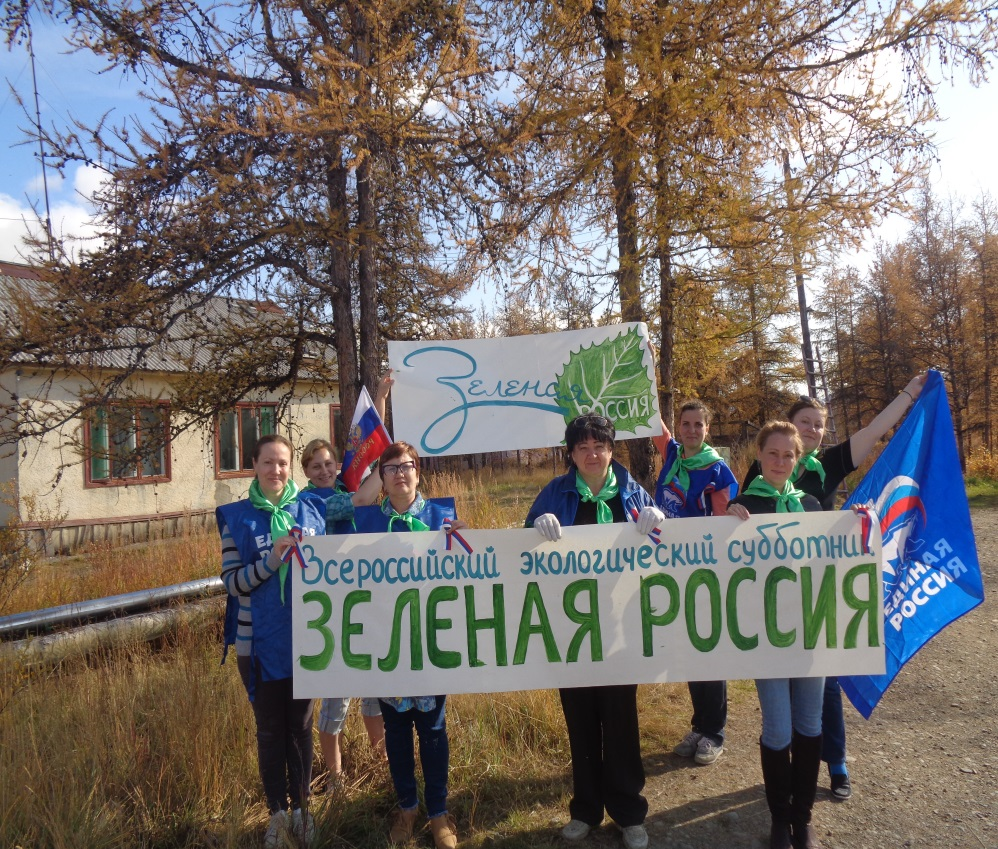 Зеленая
Россия
Всероссийский экологический субботник
ЗЕЛЕНАЯ РОССИЯ
ЕДИНАЯ
РОССИЯ